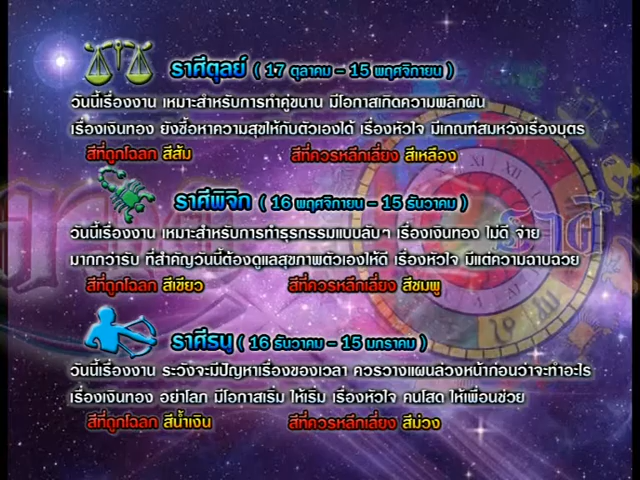 ราศีตุลย์ ( 17 ตุลาคม – 15 พฤศจิกายน )
วันนี้เรื่องงาน เหมาะสำหรับการทำคู่ขนาน มีโอกาสเกิดความพลิกผัน
เรื่องเงินทอง ยังซื้อหาความสุขให้กับตัวเองได้ เรื่องหัวใจ มีเกณฑ์สมหวังเรื่องบุตร
สีที่ถูกโฉลก สีส้ม สีที่ควรหลีกเลี่ยง สีเหลือง
ราศีพิจิก ( 16 พฤศจิกายน – 15 ธันวาคม )
วันนี้เรื่องงาน เหมาะสำหรับการทำธุรกรรมแบบลับๆ เรื่องเงินทอง ไม่ดี จ่าย
มากกว่ารับ ที่สำคัญวันนี้ต้องดูแลสุขภาพตัวเองให้ดี เรื่องหัวใจ มีแต่ความฉาบฉวย
สีที่ถูกโฉลก สีเขียว สีที่ควรหลีกเลี่ยง สีชมพู
ราศีธนู ( 16 ธันวาคม – 15 มกราคม )
วันนี้เรื่องงาน ระวังจะมีปัญหาเรื่องของเวลา ควรวางแผนล่วงหน้าก่อนว่าจะทำอะไร
เรื่องเงินทอง อย่าโลภ มีโอกาสเริ่ม ให้เริ่ม เรื่องหัวใจ คนโสด ให้เพื่อนช่วย
สีที่ถูกโฉลก สีน้ำเงิน สีที่ควรหลีกเลี่ยง สีม่วง